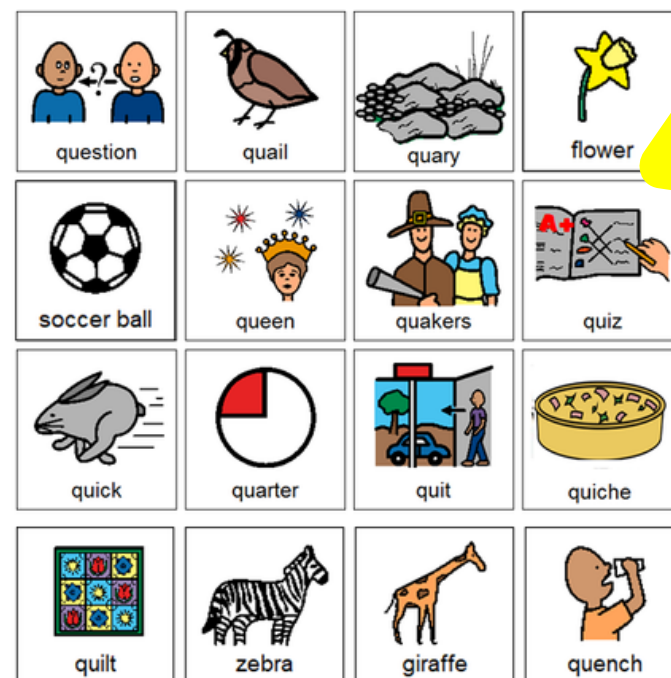 question quail quary flower
soccer ball queen quakers A+ quiz
quick quarter quit quiche
quilt zebra giraffe quench